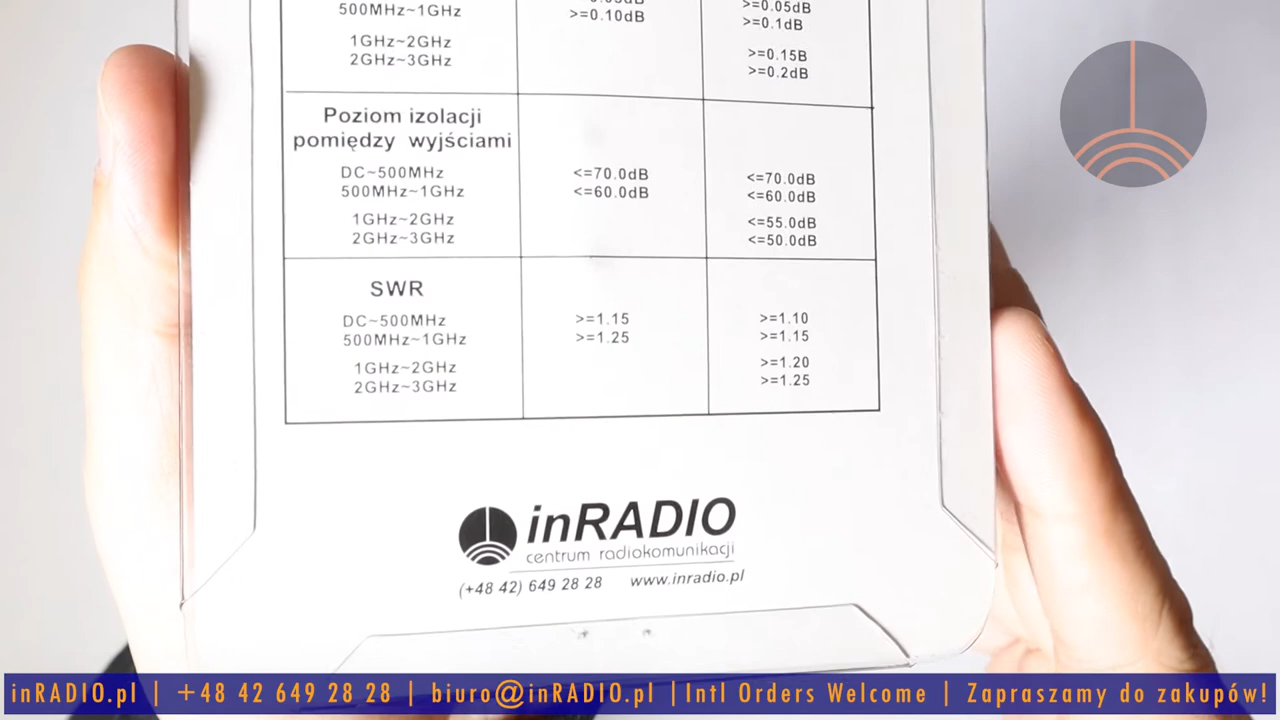 500MHz~1GHz >=0.10dB >=0.05dB
>=0.1dB
1GHz~2GHz >=0.15B
2GHz~3GHz >=0.2dB
Poziom izolacji
pomiędzy wyjściami
DC~500MHz <=70.0dB <=70.0dB
500MHz~1GHz <=60.0dB <=60.0dB
1GHz~2GHz <=55.0dB
2GHz~3GHz <=50.0dB
SWR
DC~500MHz >=1.15 >=1.10
500MHz~1GHz >=1.25 >=1.15
1GHz~2GHz >=1.20
2GHz~3GHz >=1.25
inRADIO
centrum radiokomunikacji
(+48 42) 649 28 28 www.inradio.pl
inRADIO.pl | +48 42 649 28 28 | biuro@inRADIO.pl | Intl Orders Welcome | Zapraszamy do zakupów!